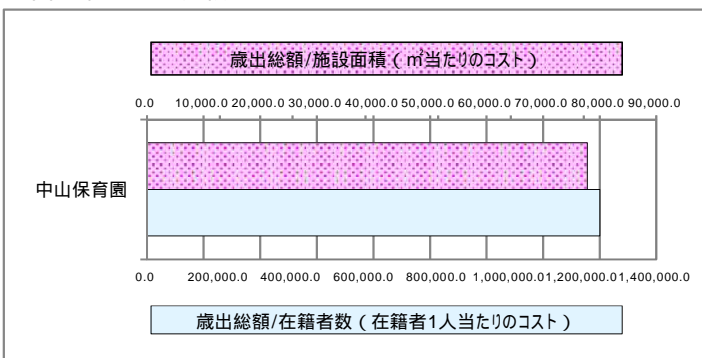 歳出総額/施設面積（㎡当たりのコスト）
0.0 10,000.0 20,000.0 30,000.0 40,000.0 50,000.0 60,000.0 70,000.0 80,000.0 90,000.0
中山保育園
0.0 200,000.0 400,000.0 600,000.0 800,000.0 1,000,000.0 1,200,000.0 1,400,000.0
歳出総額/在籍者数（在籍者1人当たりのコスト）